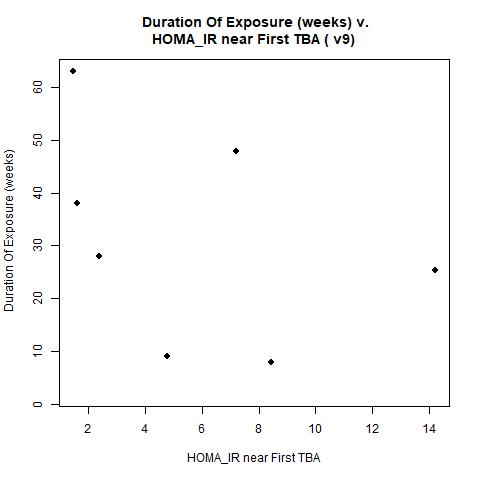 Duration Of Exposure (weeks) v.
HOMA_IR near First TBA ( v9)
Duration Of Exposure (weeks)
60
50
40
30
20
10
0
2 4 6 8 10 12 14
HOMA_IR near First TBA